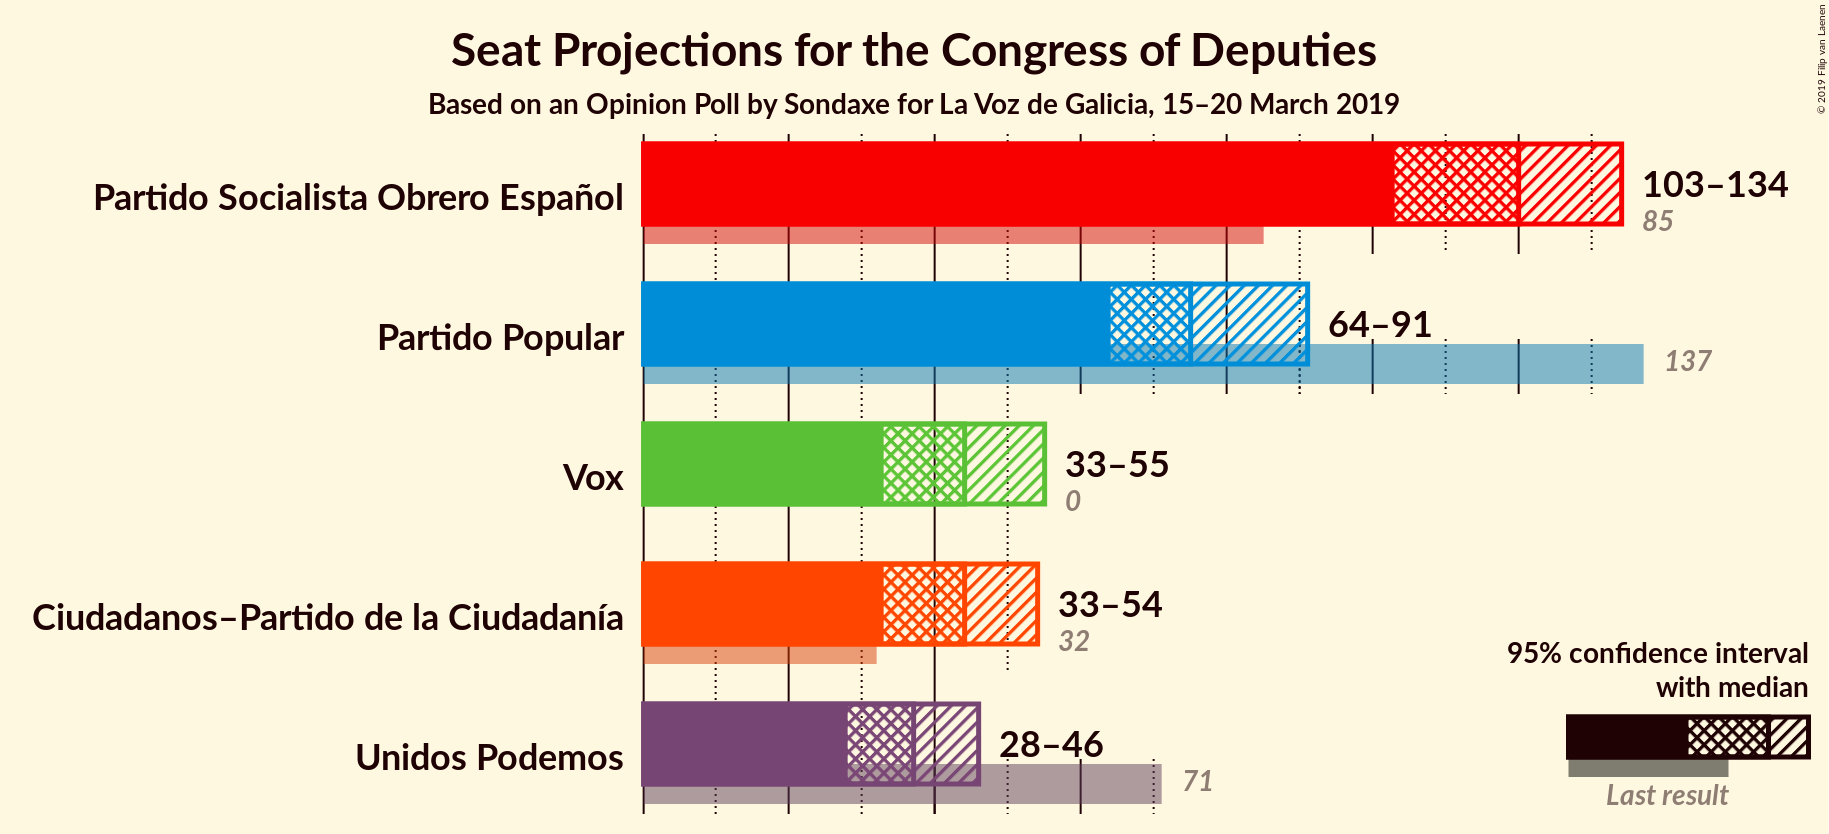 Seat Projections for the Congress of Deputies
Based on an Opinion Poll by Sondaxe for La Voz de Galicia, 15–20 March 2019
© 2019 Filip van Laenen
Partido Socialista Obrero Español
103–134
85
Partido Popular
64–91
137
Vox
33–55
0
Ciudadanos–Partido de la Ciudadanía
33–54
32
Unidos Podemos
28–46
71
95% confidence interval
with median
Last result